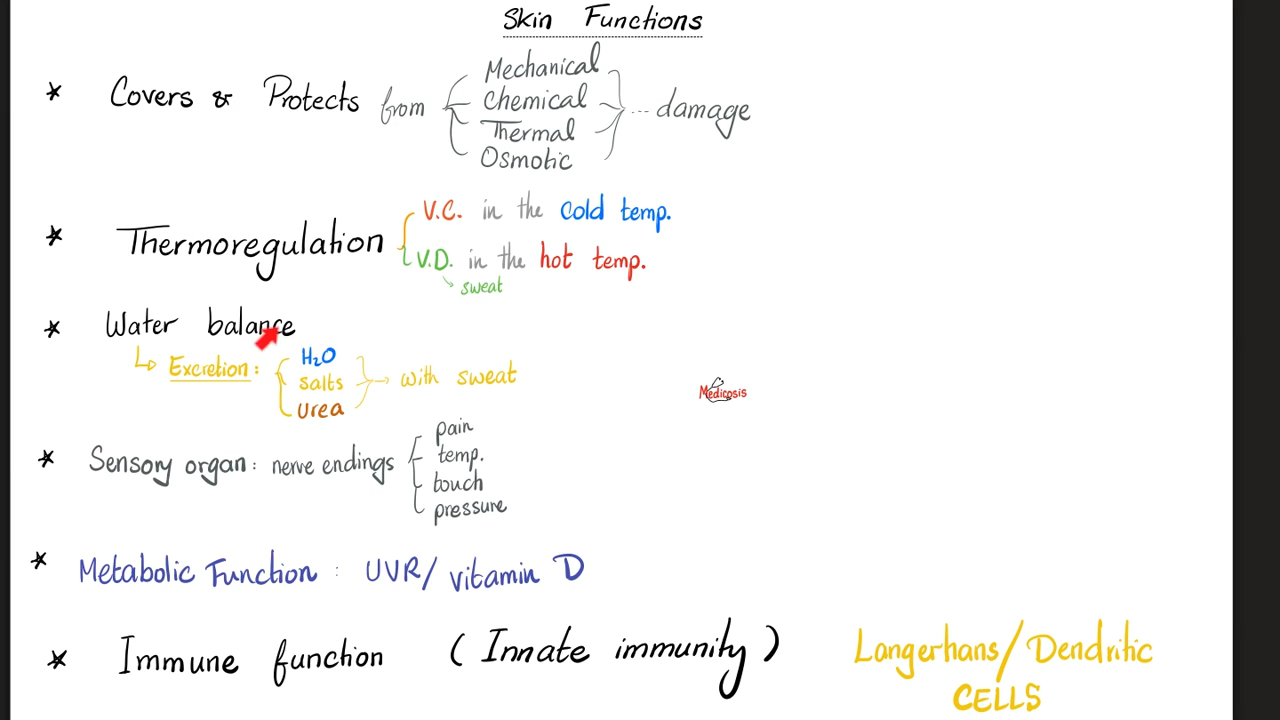 Skin Functions
* Covers & Protects from Mechanical Chemical Thermal Osmotic ... damage
* Thermoregulation
V.C. in the cold temp.
V.D. in the hot temp.
sweat
* Water balance
Excretion: H₂O salts urea with sweat
Medicosis
* Sensory organ: nerve endings
pain
temp.
touch
pressure
* Metabolic Function : UVR/ vitamin D
* Immune function (Innate immunity) Langerhans/Dendritic
CELLS